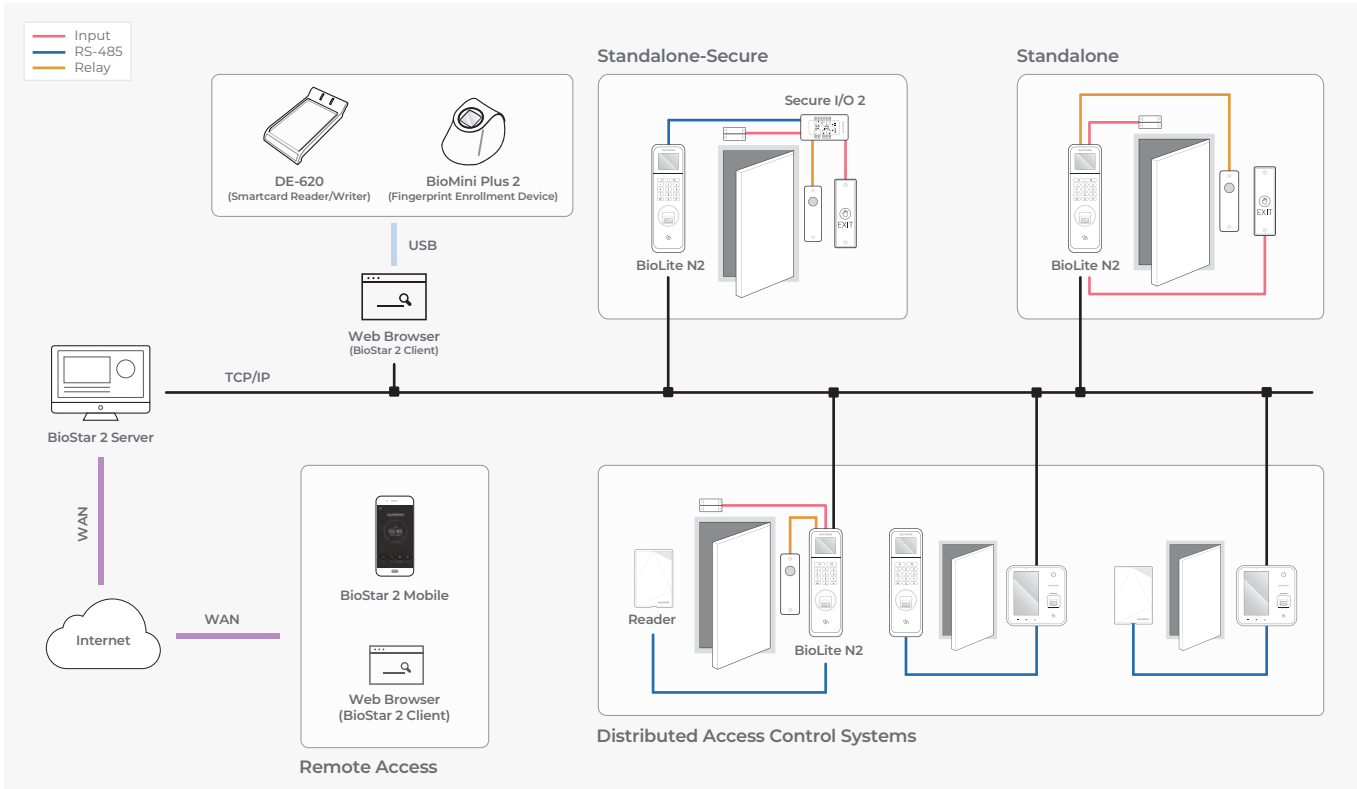 Input
RS-485
Relay
Standalone-Secure
Standalone
Secure I/O 2
DE-620
(Smartcard Reader/Writer)
BioMini Plus 2
(Fingerprint Enrollment Device)
EXIT
BioLite N2
EXIT
BioLite N2
USB
Web Browser
(BioStar 2 Client)
TCP/IP
BioStar 2 Server
WAN
Internet
WAN
BioStar 2 Mobile
Web Browser
(BioStar 2 Client)
Remote Access
Reader
BioLite N2
Distributed Access Control Systems